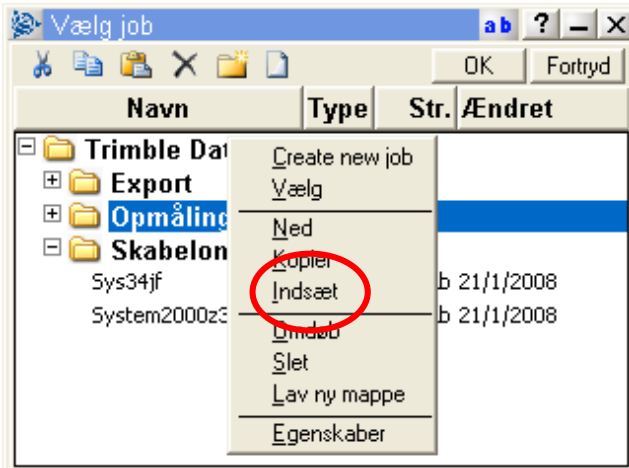 Vælg job
ab ? – X
OK Fortryd
Navn Type Str. Ændret
Trimble Dat
Export
Opmåling
Skabelon
Sys34jf b 21/1/2008
System2000z3 b 21/1/2008
Create new job
Vælg
Ned
Kopier
Indsæt
Omdøb
Slet
Lav ny mappe
Egenskaber